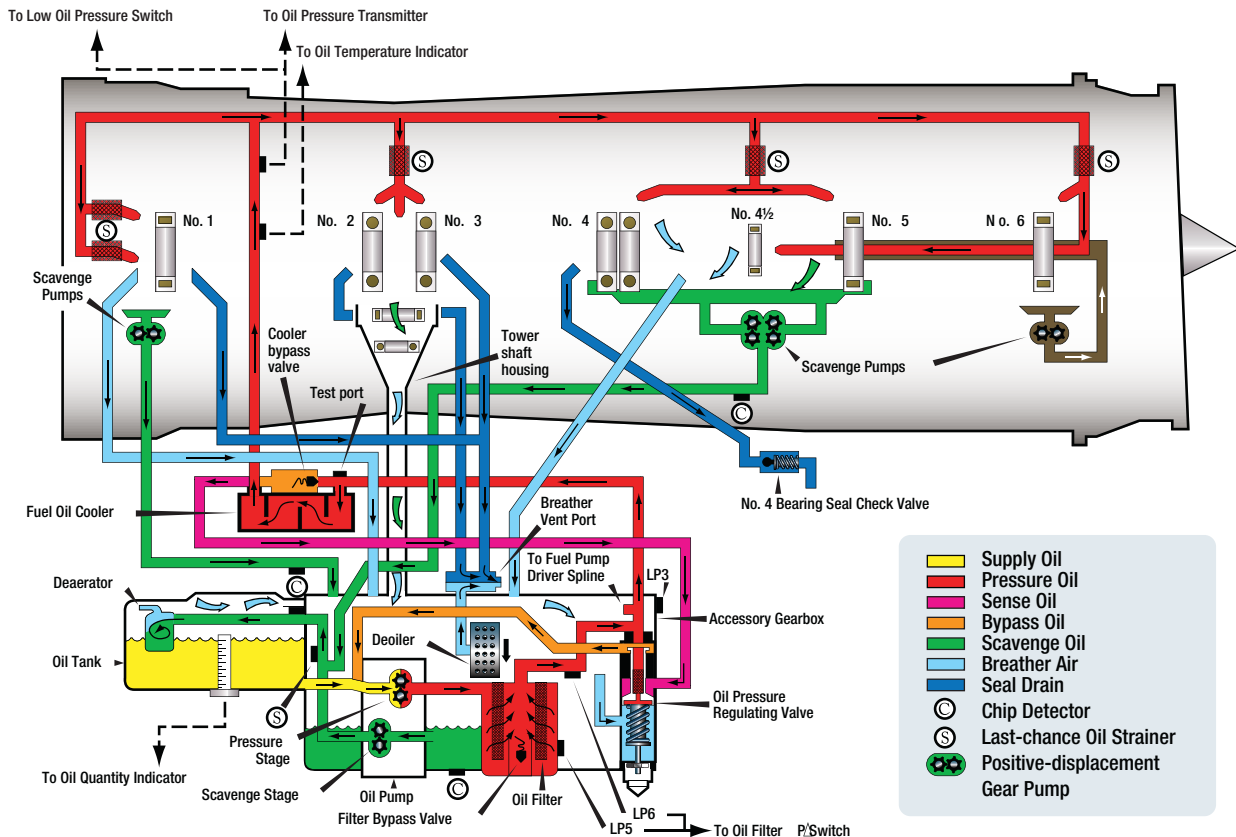 To Low Oil Pressure Switch
To Oil Pressure Transmitter
To Oil Temperature Indicator
S
S
S
No. 1
No. 2
No. 3
No. 4
No. 4½
No. 5
N o. 6
S
Scavenge
Pumps
Cooler
bypass
valve
Test port
Tower
shaft
housing
Scavenge Pumps
C
No. 4 Bearing Seal Check Valve
Fuel Oil Cooler
Breather
Vent Port
To Fuel Pump
Driver Spline
LP3
Deaerator
C
Accessory Gearbox
Oil Tank
Deoiler
Oil Pressure
Regulating Valve
S
Pressure
Stage
To Oil Quantity Indicator
Scavenge Stage
Oil Pump
C
Filter Bypass Valve
Oil Filter
LP6
LP5
To Oil Filter P△Switch
Supply Oil
Pressure Oil
Sense Oil
Bypass Oil
Scavenge Oil
Breather Air
Seal Drain
C Chip Detector
S Last-chance Oil Strainer
Positive-displacement
Gear Pump